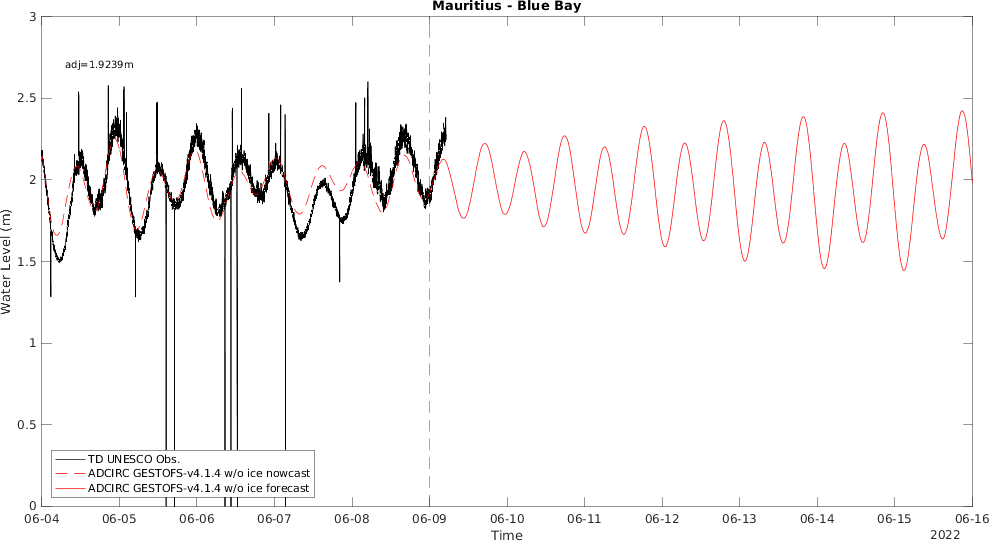 Mauritius - Blue Bay
3
adj=1.9239m
2.5
2
Water Level (m)
1.5
1
0.5
TD UNESCO Obs.
ADCIRC GESTOFS-v4.1.4 w/o ice nowcast
ADCIRC GESTOFS-v4.1.4 w/o ice forecast
0
06-04 06-05 06-06 06-07 06-08 06-09 06-10 06-11 06-12 06-13 06-14 06-15 06-16
Time
2022